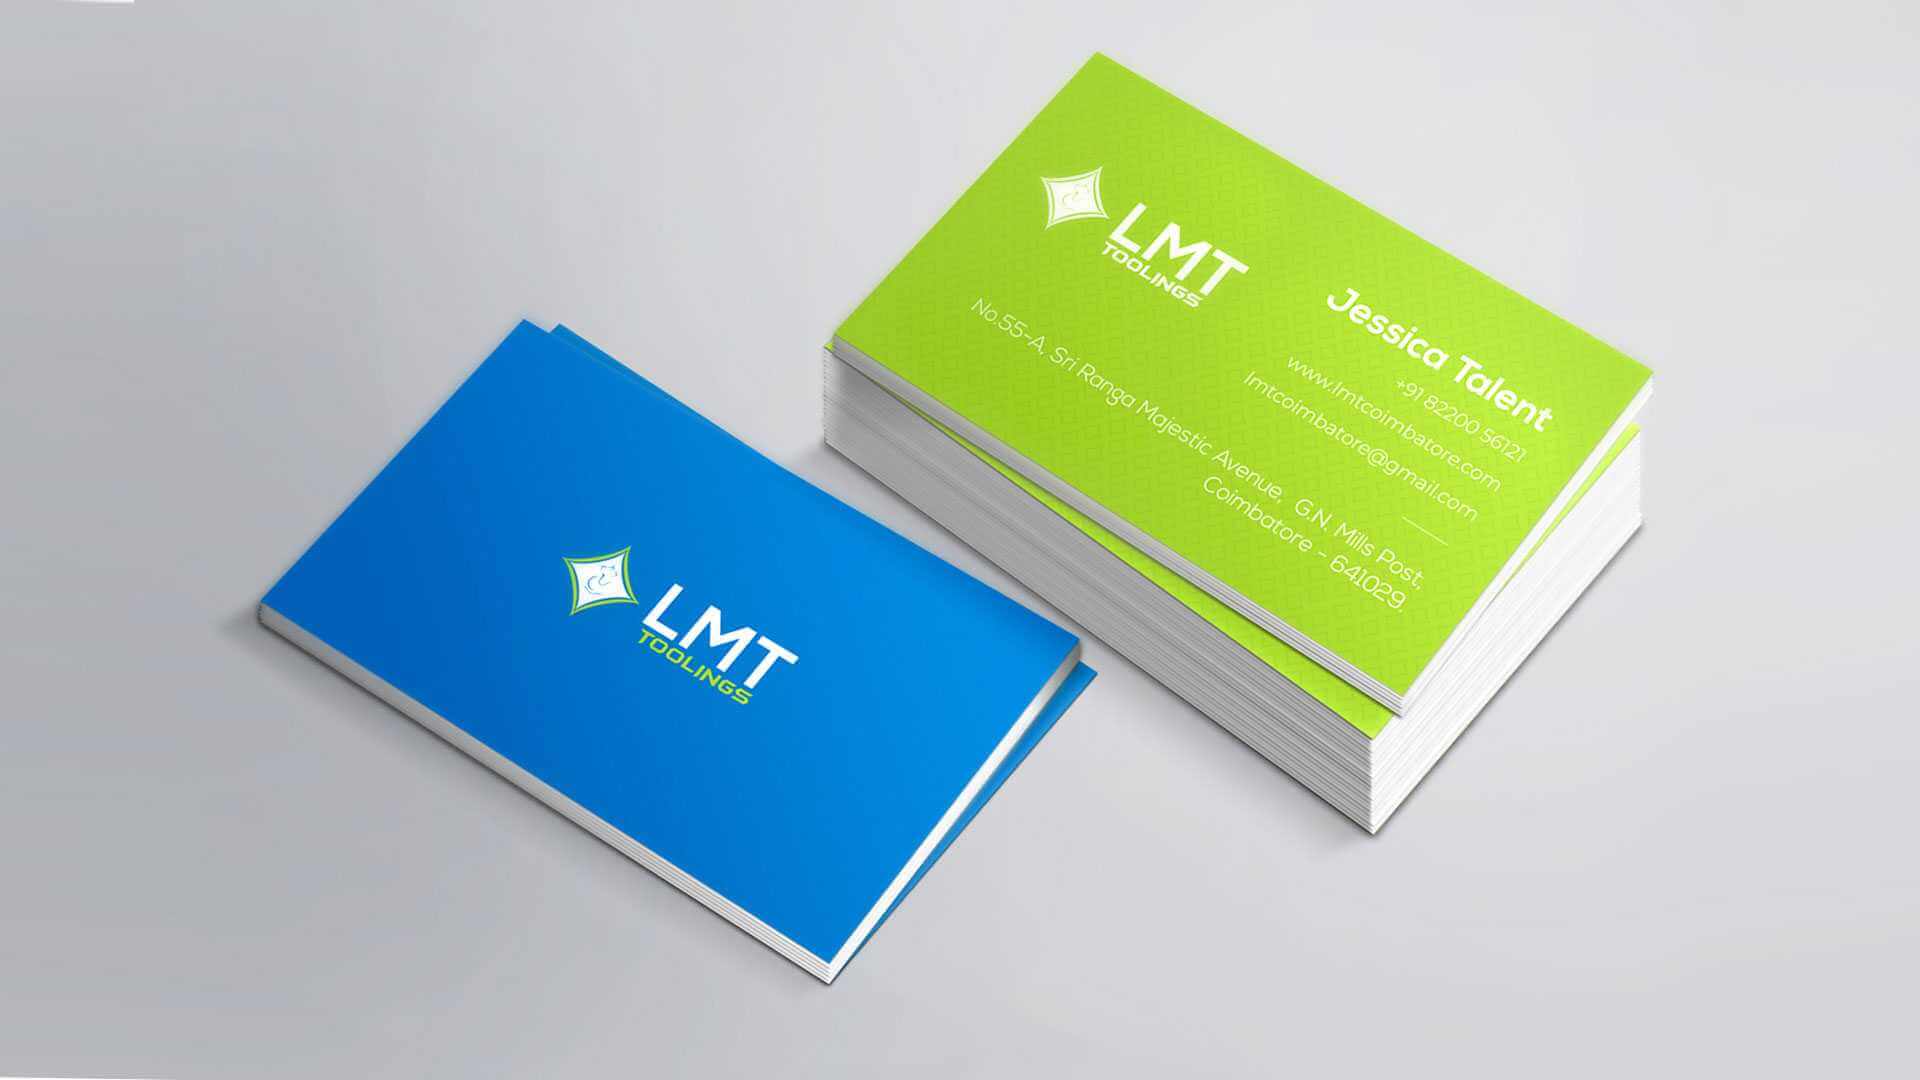 LMT
TOOLINGS
LMT
TOOLINGS
Jessica Talent
+91 82200 56121
www.lmtcoimbatore.com
lmtcoimbatore@gmail.com
No.55-A, Sri Ranga Majestic Avenue, G.N. Mills Post,
Coimbatore - 641029.